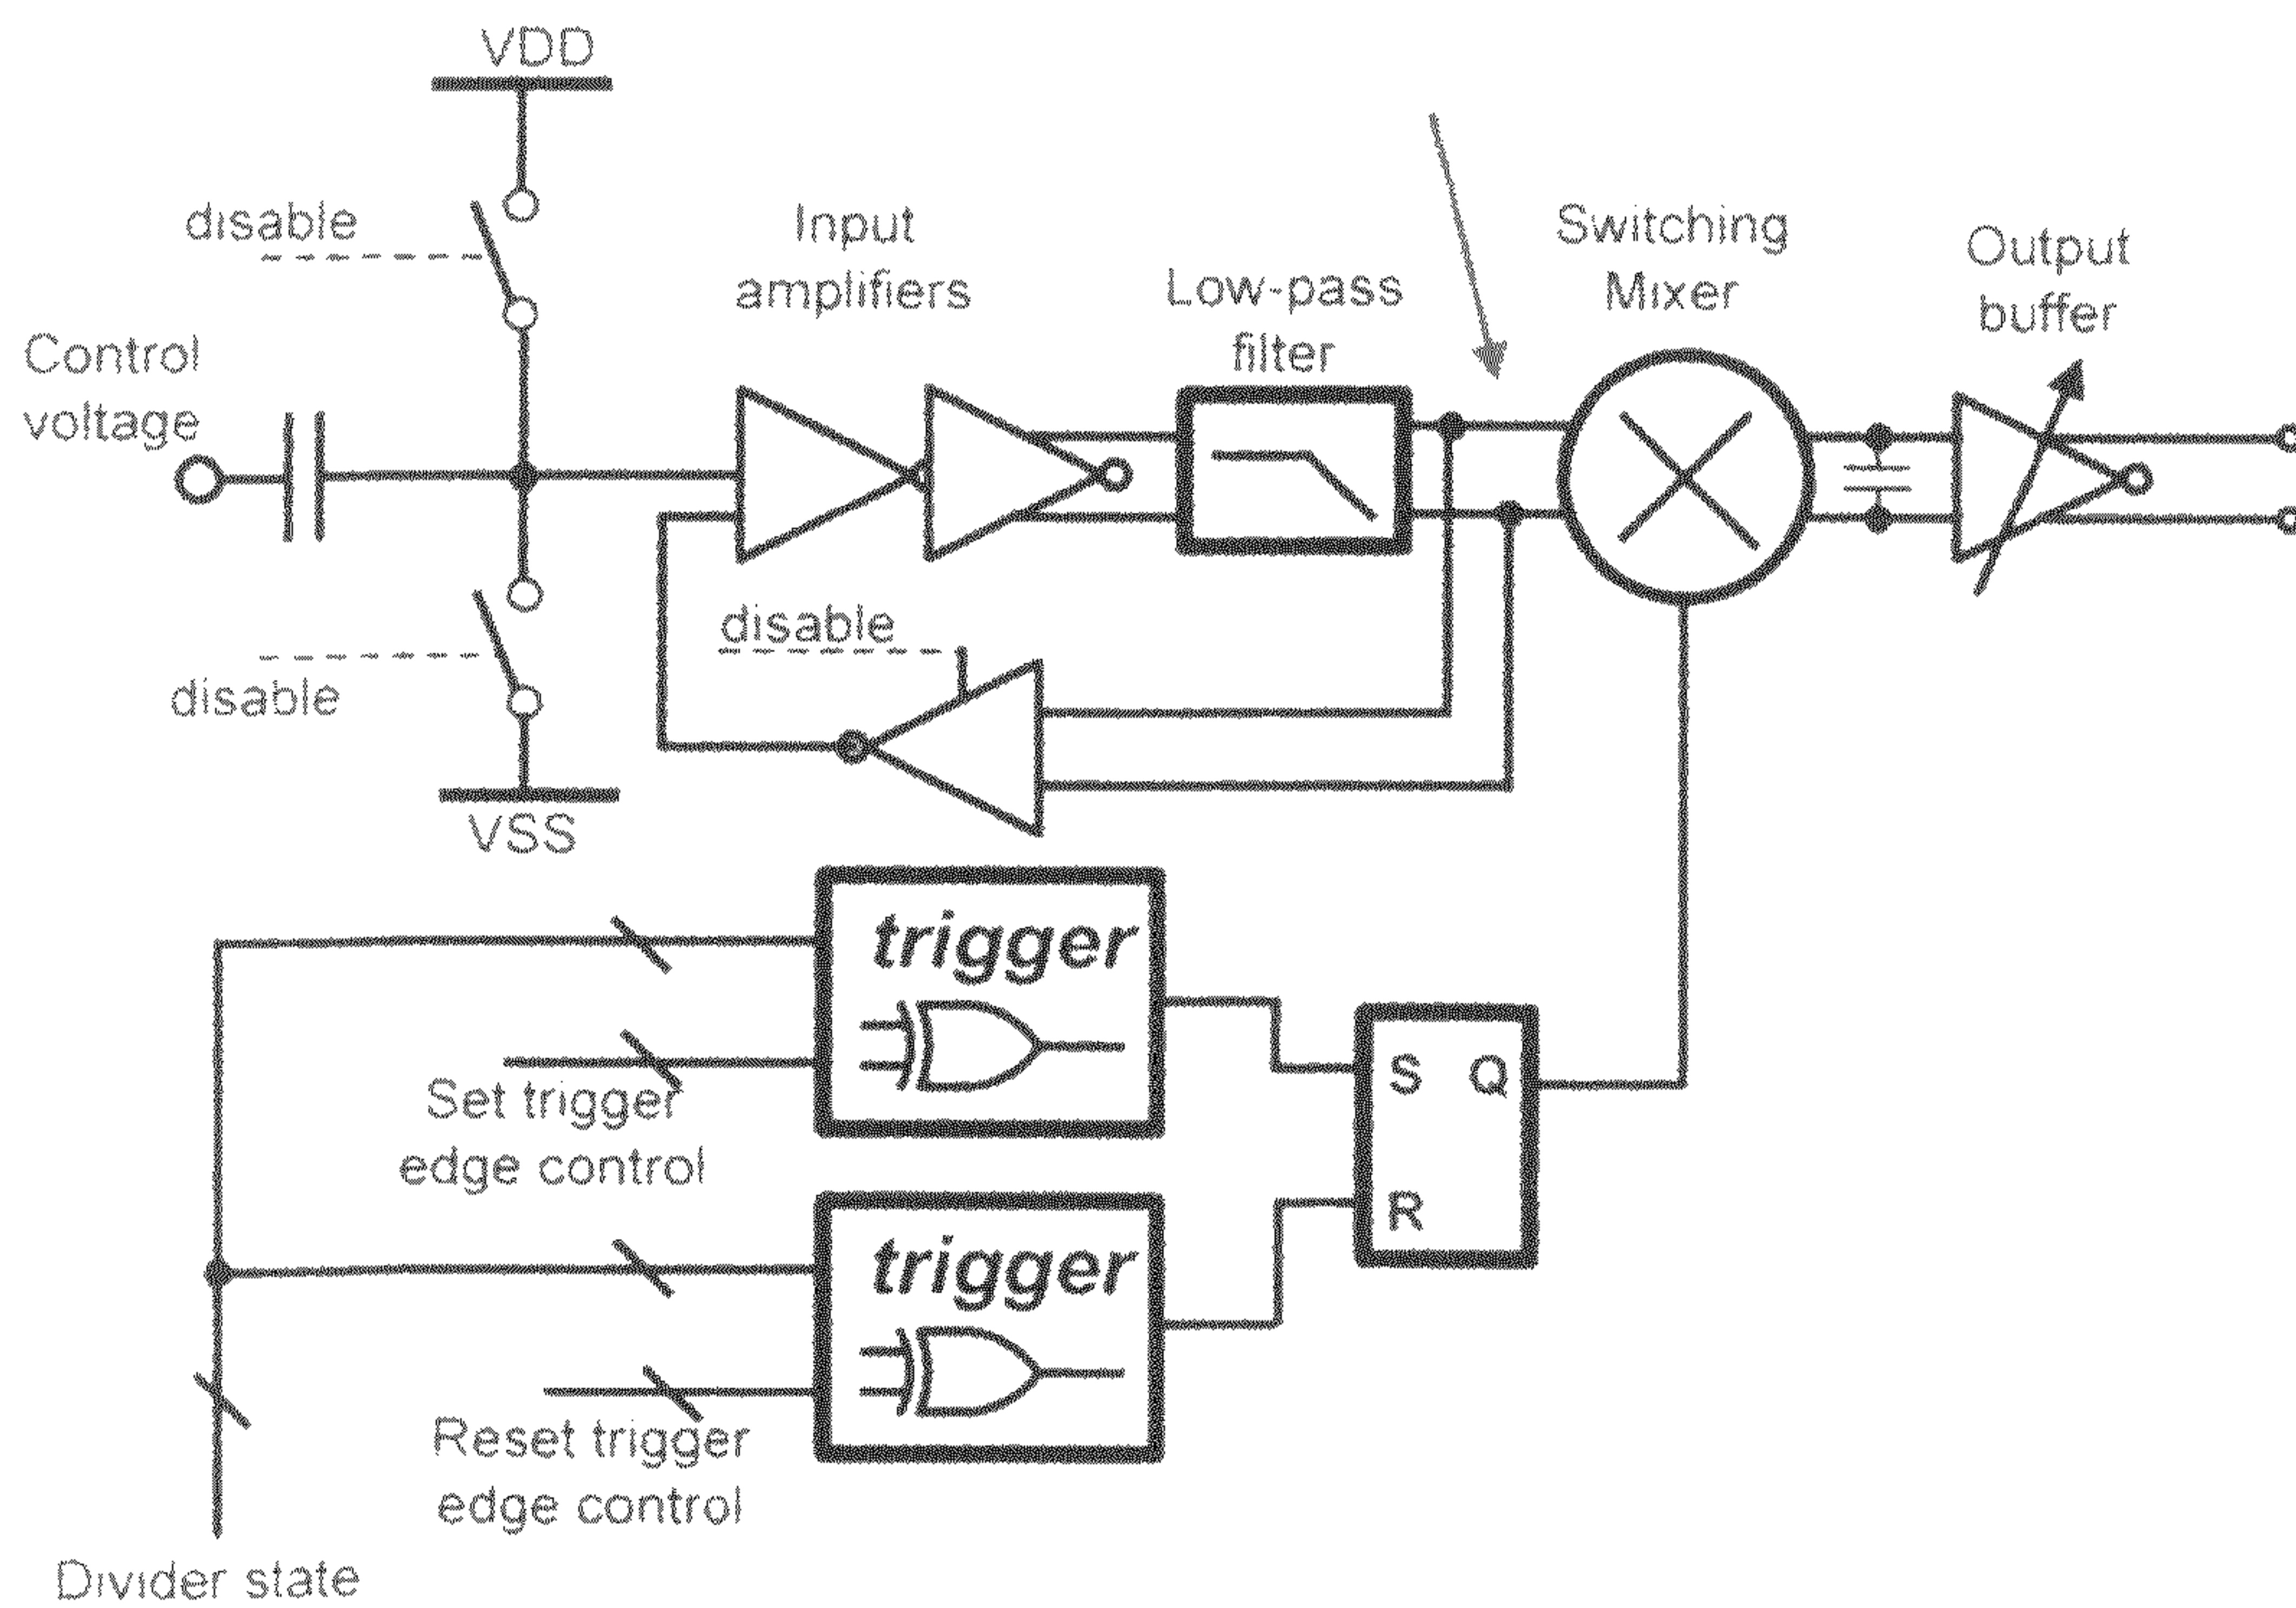 VDD
disable
Control
voltage
Input
amplifiers
Low-pass
filter
Switching
Mixer
Output
buffer
disable
disable
VSS
trigger
Set trigger
edge control
S Q
R
trigger
Reset trigger
edge control
Divider state